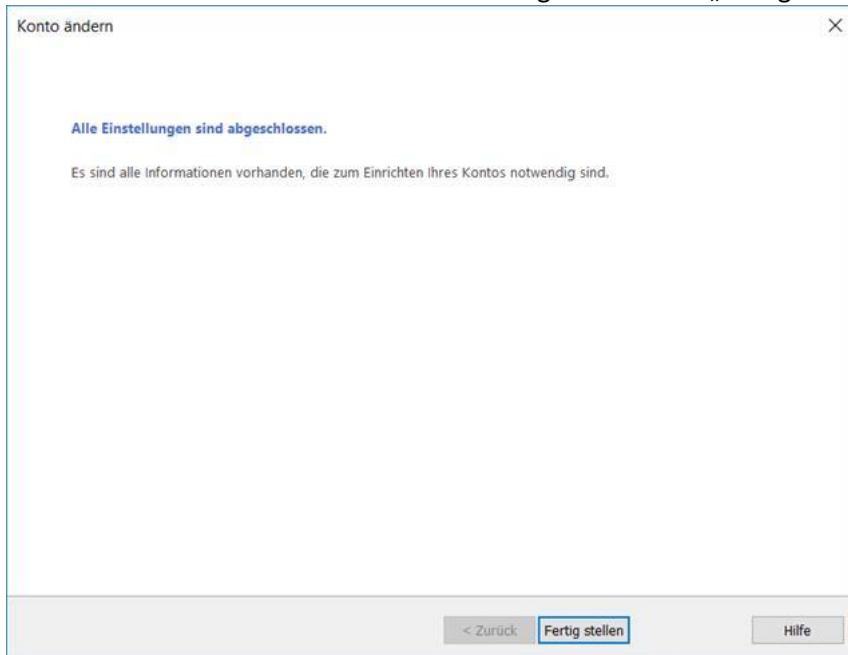 Konto ändern
Alle Einstellungen sind abgeschlossen.
Es sind alle Informationen vorhanden, die zum Einrichten Ihres Kontos notwendig sind.
< Zurück Fertig stellen Hilfe